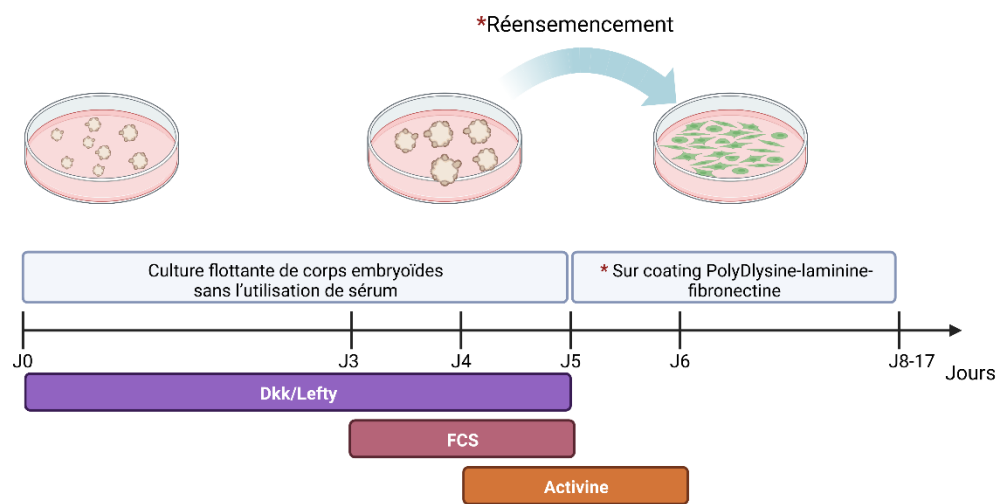 *Réensemencement
Culture flottante de corps embryoïdes
sans l'utilisation de sérum
* Sur coating PolyDlysine-laminine-
fibronectine
J0
J3
J4
J5
J6
J8-17
Jours
Dkk/Lefty
FCS
Activine